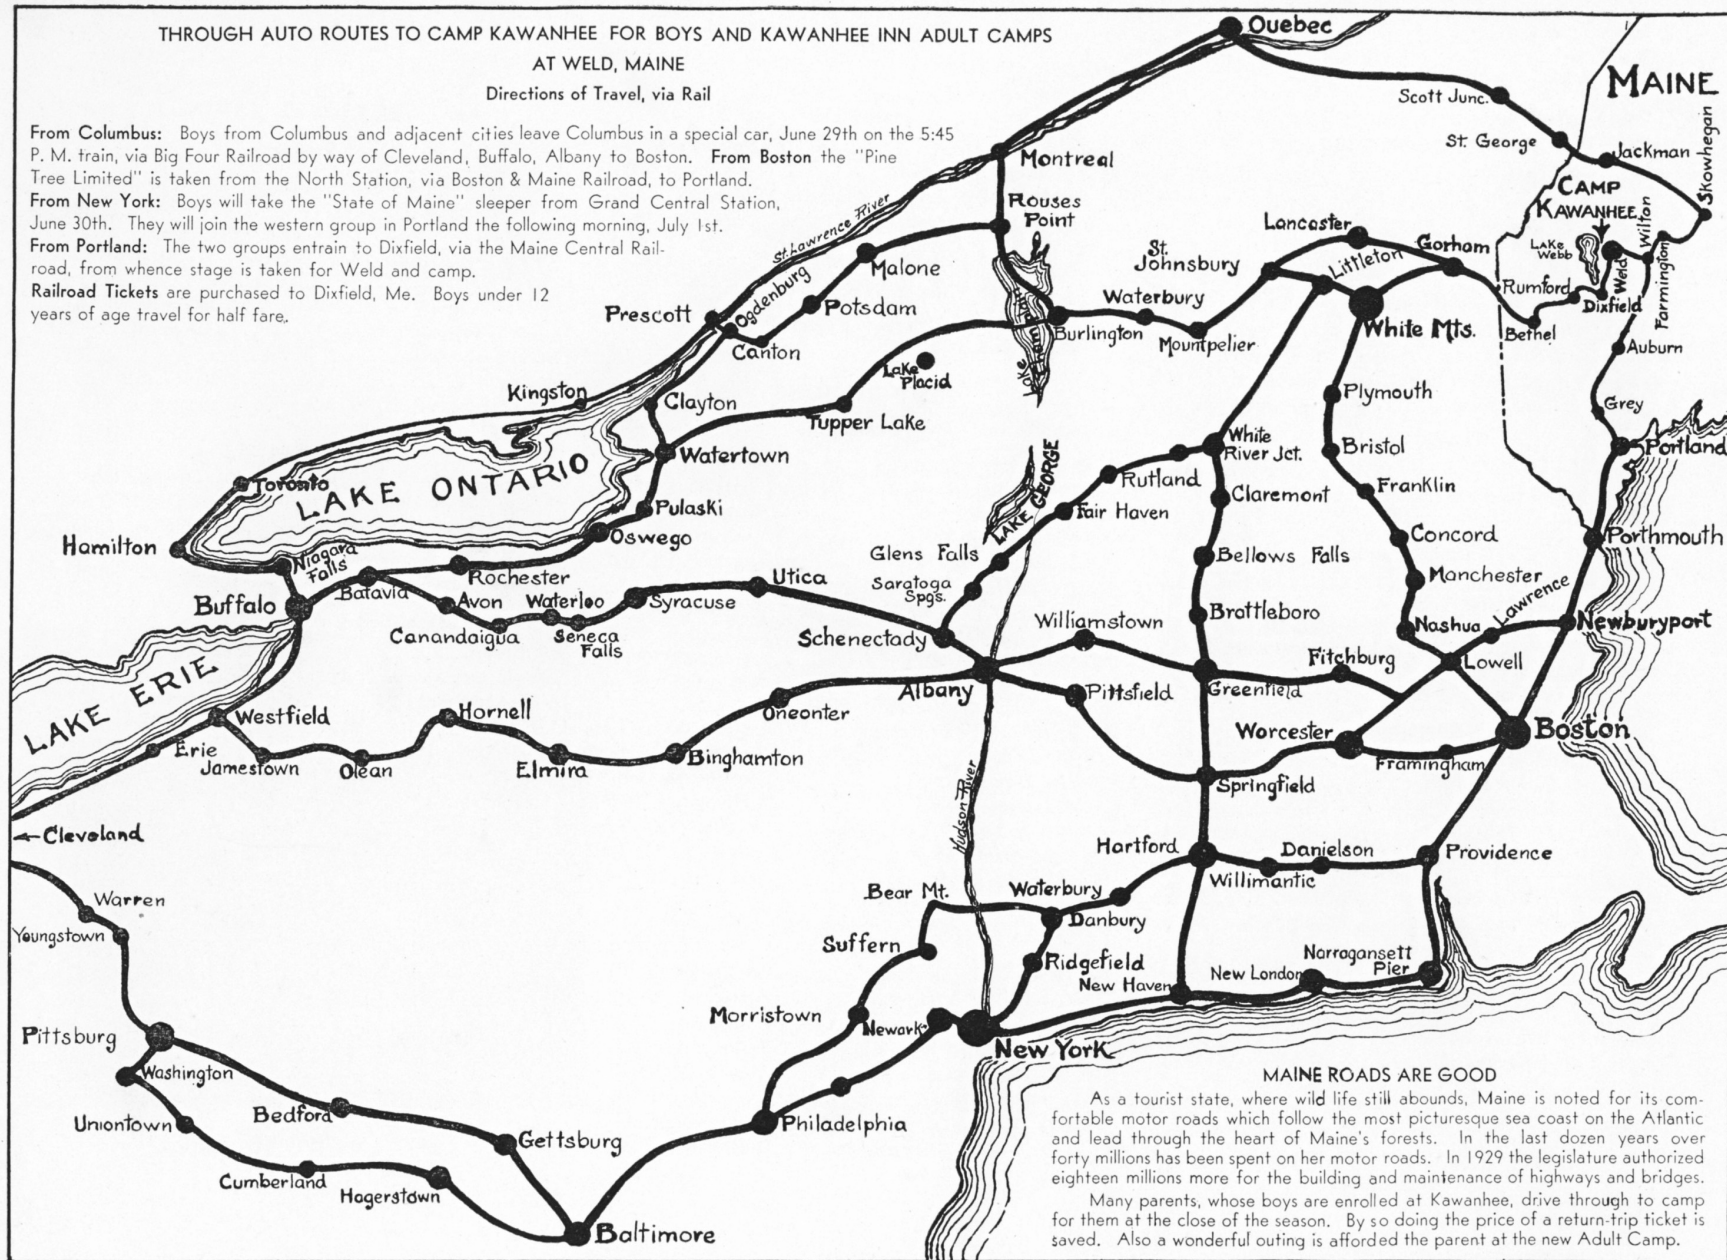 THROUGH AUTO ROUTES TO CAMP KAWANHEE FOR BOYS AND KAWANHEE INN ADULT CAMPS
AT WELD, MAINE
Directions of Travel, via Rail
From Columbus: Boys from Columbus and adjacent cities leave Columbus in a special car, June 29th on the 5:45
P. M. train, via Big Four Railroad by way of Cleveland, Buffalo, Albany to Boston. From Boston the "Pine
Tree Limited" is taken from the North Station, via Boston & Maine Railroad, to Portland.
From New York: Boys will take the "State of Maine" sleeper from Grand Central Station,
June 30th. They will join the western group in Portland the following morning, July 1st.
From Portland: The two groups entrain to Dixfield, via the Maine Central Rail-
road, from whence stage is taken for Weld and camp.
Railroad Tickets are purchased to Dixfield, Me. Boys under 12
years of age travel for half fare.
Quebec
MAINE
Scott Junc.
St. George
Jackman
Skowhegan
Montreal
CAMP
KAWANHEE
Wilton
Rouses
Point
St. Lawrence River
Lancaster
Gorham
LAKE
WEBB
Weld
Farmington
St.
Johnsbury
Littleton
Malone
Ogdenburg
Rumford
Dixfield
Prescott
Potsdam
Waterbury
White Mts.
Bethel
Canton
Burlington
Mountpelier
Auburn
Lake
Placid
Lake
Champlain
Kingston
Clayton
Plymouth
Grey
Tupper Lake
White
River Jct.
Bristol
Portland
Watertown
LAKE GEORGE
Toronto
LAKE ONTARIO
Rutland
Claremont
Franklin
Pulaski
Fair Haven
Hamilton
Oswego
Concord
Porthmouth
Niagara
Falls
Glens Falls
Bellows Falls
Rochester
Utica
Saratoga
Spgs.
Manchester
Buffalo
Batavia
Avon
Waterloo
Syracuse
Brattleboro
Lawrence
Canandaigua
Seneca
Falls
Schenectady
Williamstown
Nashua
Newburyport
Fitchburg
Lowell
LAKE ERIE
Albany
Pittsfield
Greenfield
Westfield
Hornell
Oneonter
Worcester
Boston
Erie
Jamestown
Olean
Elmira
Binghamton
Framingham
Springfield
Hudson River
←Cleveland
Hartford
Danielson
Providence
Willimantic
Warren
Bear Mt.
Waterbury
Danbury
Youngstown
Suffern
Ridgefield
Narragansett
Pier
New Haven
New London
Morristown
Newark
Pittsburg
New York
Washington
Bedford
Uniontown
Gettsburg
Philadelphia
Cumberland
Hagerstown
Baltimore
MAINE ROADS ARE GOOD
As a tourist state, where wild life still abounds, Maine is noted for its com-
fortable motor roads which follow the most picturesque sea coast on the Atlantic
and lead through the heart of Maine's forests. In the last dozen years over
forty millions has been spent on her motor roads. In 1929 the legislature authorized
eighteen millions more for the building and maintenance of highways and bridges.
Many parents, whose boys are enrolled at Kawanhee, drive through to camp
for them at the close of the season. By so doing the price of a return-trip ticket is
saved. Also a wonderful outing is afforded the parent at the new Adult Camp.